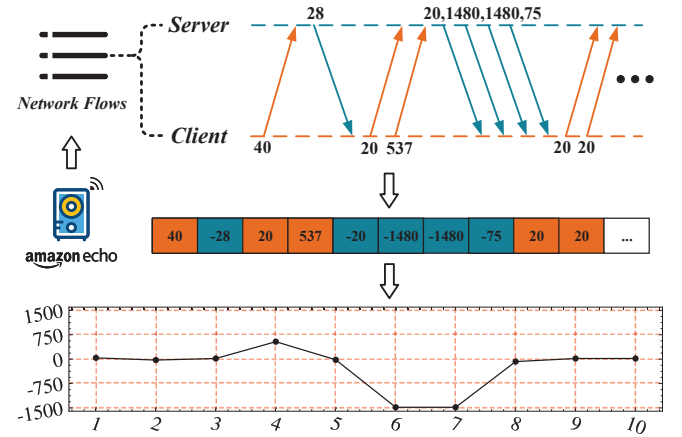 28
20,1480,1480,75
Server
Network Flows
Client
40
20 537
20 20
amazon echo
40 -28 20 537 -20 -1480 -1480 -75 20 20 ...
1500
750
0
-750
-1500
1 2 3 4 5 6 7 8 9 10